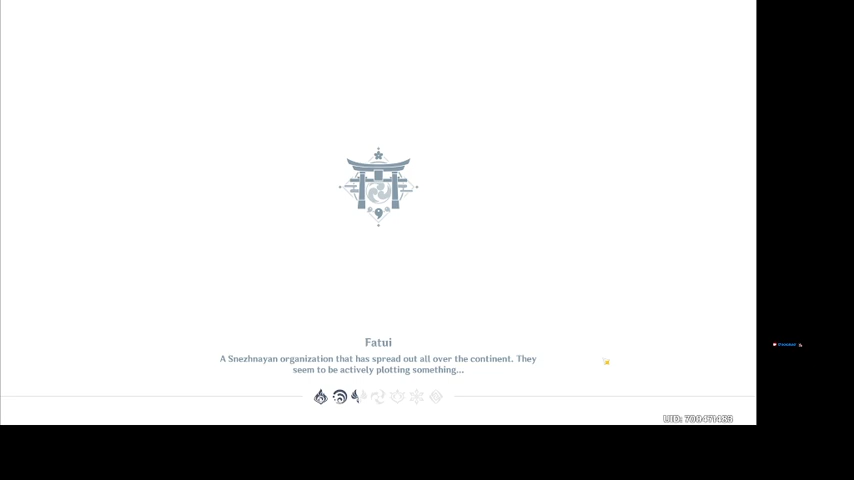 Fatui
A Snezhnayan organization that has spread out all over the continent. They
seem to be actively plotting something...